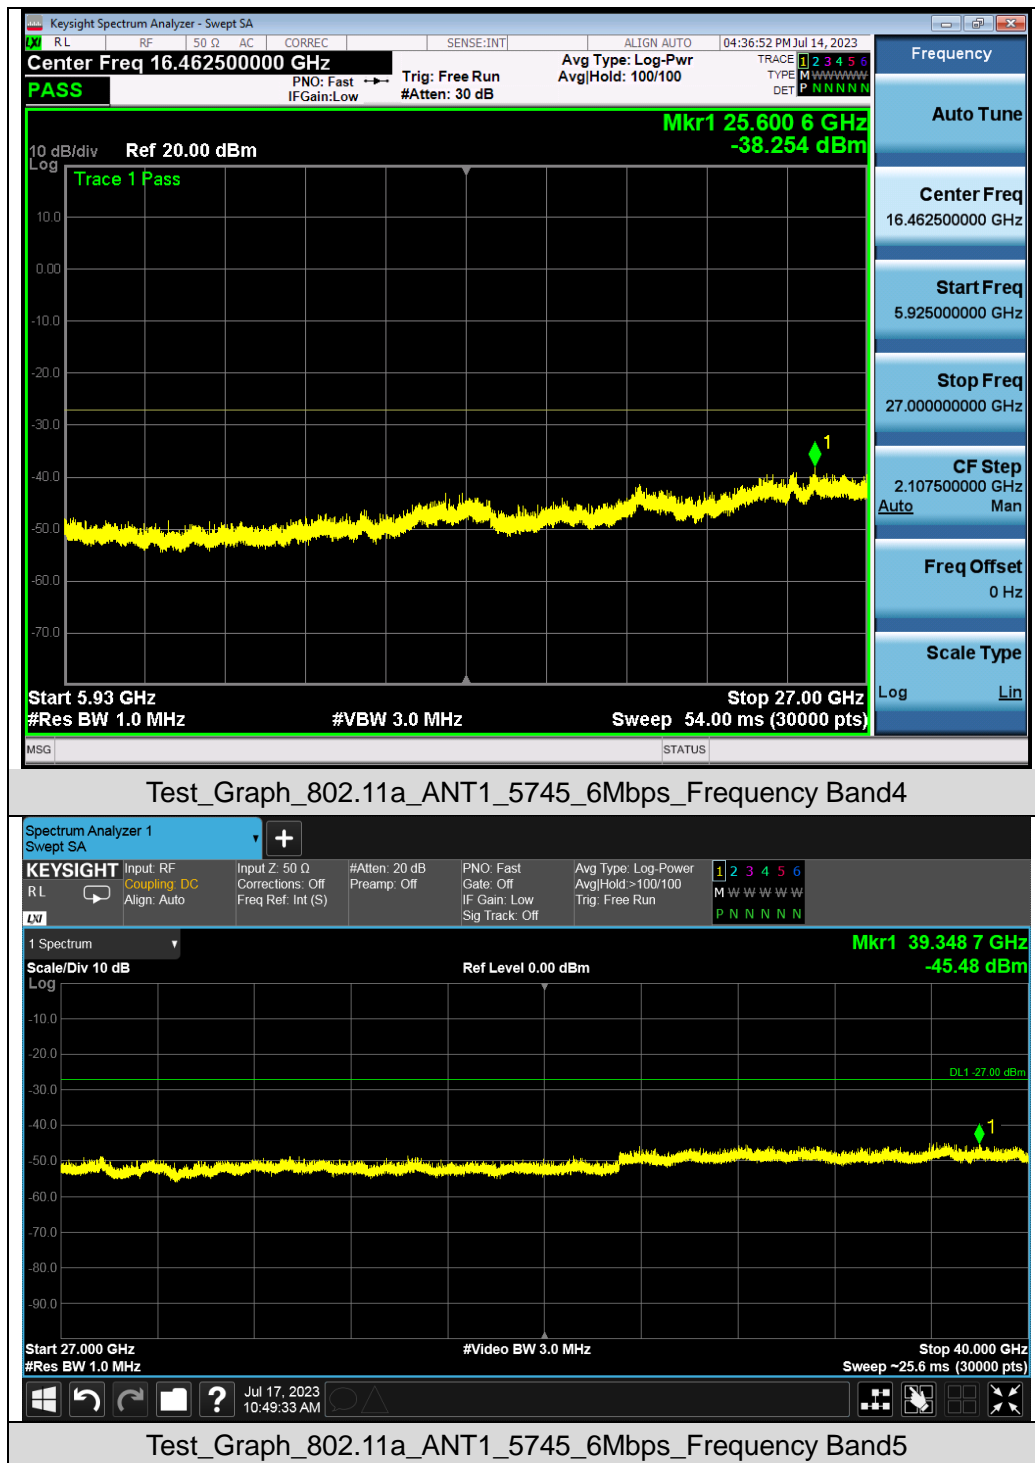 Keysight Spectrum Analyzer - Swept SA
LXI RL RF 50 Ω AC CORREC SENSE:INT ALIGN AUTO 04:36:52 PM Jul 14, 2023
Center Freq 16.462500000 GHz
PASS
PNO: Fast
IFGain:Low
Trig: Free Run
#Atten: 30 dB
Avg Type: Log-Pwr
Avg|Hold: 100/100
TRACE 1 2 3 4 5 6
TYPE M WWWWW
DET P N N N N N
Mkr1 25.600 6 GHz
-38.254 dBm
10 dB/div Ref 20.00 dBm
Log
Trace 1 Pass
10.0
0.00
-10.0
-20.0
-30.0
-40.0
-50.0
-60.0
-70.0
1
Start 5.93 GHz Stop 27.00 GHz
#Res BW 1.0 MHz #VBW 3.0 MHz Sweep 54.00 ms (30000 pts)
MSG STATUS
Frequency
Auto Tune
Center Freq
16.462500000 GHz
Start Freq
5.925000000 GHz
Stop Freq
27.000000000 GHz
CF Step
2.107500000 GHz
Auto Man
Freq Offset
0 Hz
Scale Type
Log Lin
Test_Graph_802.11a_ANT1_5745_6Mbps_Frequency Band4
Spectrum Analyzer 1
Swept SA
+
KEYSIGHT
RL
LXI
Input: RF
Coupling: DC
Align: Auto
Input Z: 50 Ω
Corrections: Off
Freq Ref: Int (S)
#Atten: 20 dB
Preamp: Off
PNO: Fast
Gate: Off
IF Gain: Low
Sig Track: Off
Avg Type: Log-Power
Avg|Hold:>100/100
Trig: Free Run
1 2 3 4 5 6
M W W W W W
P N N N N N
1 Spectrum
Mkr1 39.348 7 GHz
-45.48 dBm
Scale/Div 10 dB Ref Level 0.00 dBm
Log
-10.0
-20.0
-30.0
-40.0
-50.0
-60.0
-70.0
-80.0
-90.0
DL1 -27.00 dBm
1
Start 27.000 GHz #Video BW 3.0 MHz Stop 40.000 GHz
#Res BW 1.0 MHz Sweep ~25.6 ms (30000 pts)
?
Jul 17, 2023
10:49:33 AM
Test_Graph_802.11a_ANT1_5745_6Mbps_Frequency Band5